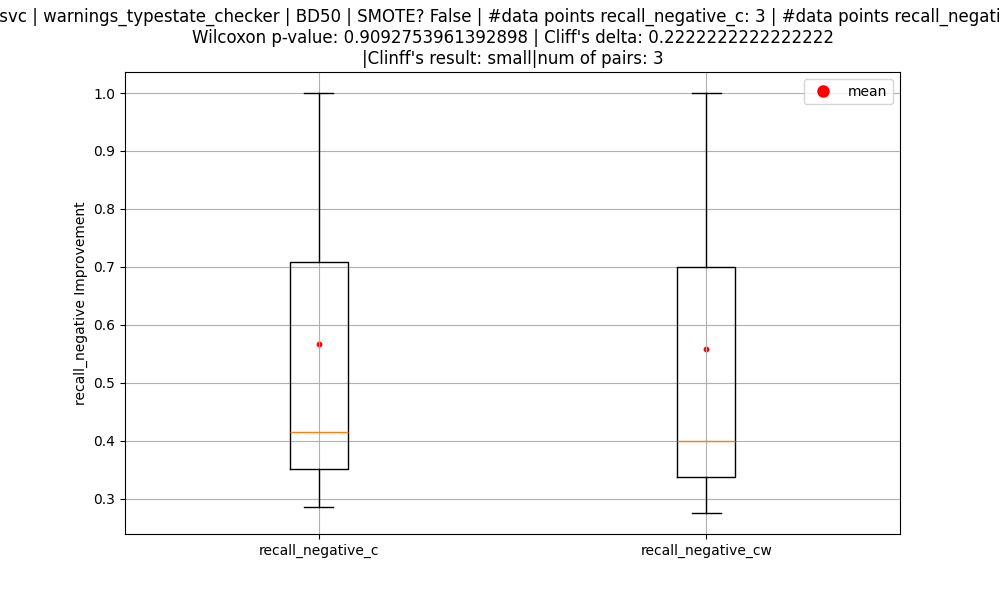 svc | warnings_typestate_checker | BD50 | SMOTE? False | #data points recall_negative_c: 3 | #data points
Wilcoxon p-value: 0.9092753961392898 | Cliff's delta: 0.2222222222222222
|Clinff's result: small|num of pairs: 3
mean
1.0
0.9
0.8
0.7
0.6
0.5
0.4
0.3
recall_negative Improvement
recall_negative_c
recall_negative_cw